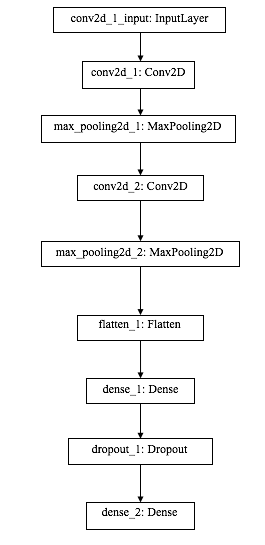 conv2d_1_input: InputLayer
conv2d_1: Conv2D
max_pooling2d_1: MaxPooling2D
conv2d_2: Conv2D
max_pooling2d_2: MaxPooling2D
flatten_1: Flatten
dense_1: Dense
dropout_1: Dropout
dense_2: Dense